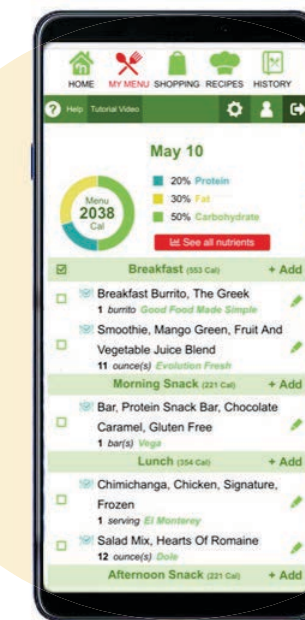 HOME MY MENU SHOPPING RECIPES HISTORY
? Help Tutorial Video
May 10
Menu
2038
Cal
20% Protein
30% Fat
50% Carbohydrate
See all nutrients
Breakfast (553 Cal) + Add
Breakfast Burrito, The Greek
1 burrito Good Food Made Simple
Smoothie, Mango Green, Fruit And
Vegetable Juice Blend
11 ounce(s) Evolution Fresh
Morning Snack (221 Cal) + Add
Bar, Protein Snack Bar, Chocolate
Caramel, Gluten Free
1 bar(s) Vega
Lunch (354 Cal) + Add
Chimichanga, Chicken, Signature,
Frozen
1 serving El Monterey
Salad Mix, Hearts Of Romaine
12 ounce(s) Dole
Afternoon Snack (221 Cal) + Add